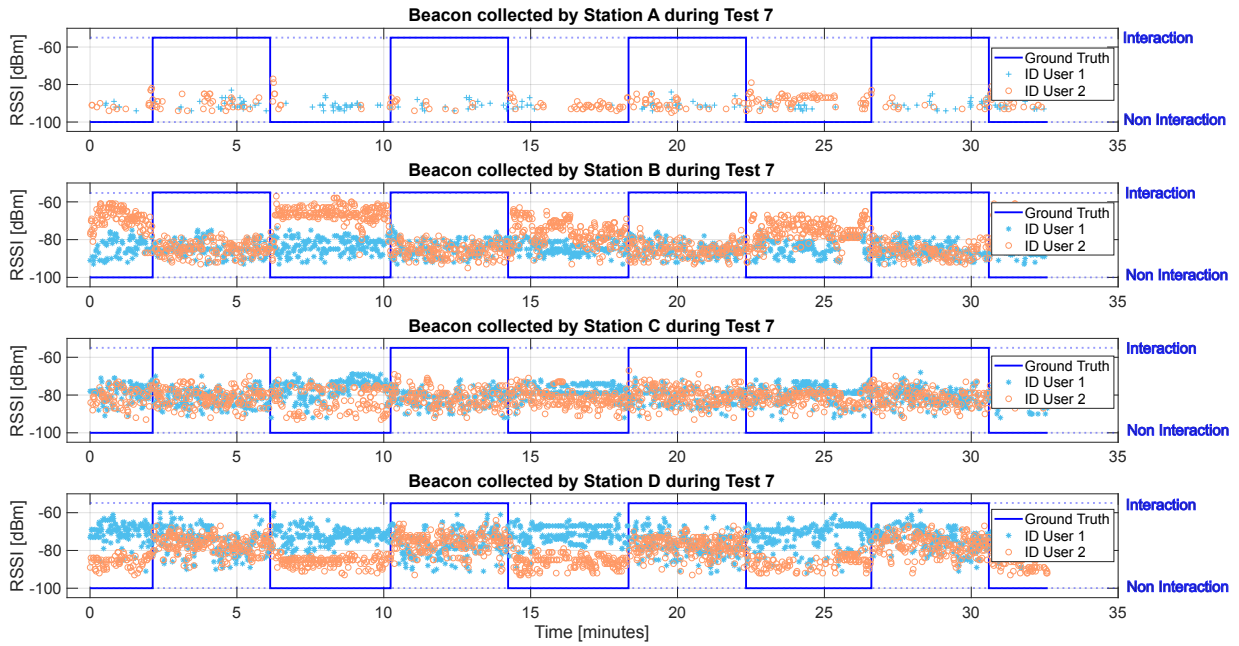 Beacon collected by Station A during Test 7
RSSI [dBm]
-60
-80
-100
0 5 10 15 20 25 30 35
Interaction
Non Interaction
Ground Truth
ID User 1
ID User 2
Beacon collected by Station B during Test 7
RSSI [dBm]
-60
-80
-100
0 5 10 15 20 25 30 35
Interaction
Non Interaction
Ground Truth
ID User 1
ID User 2
Beacon collected by Station C during Test 7
RSSI [dBm]
-60
-80
-100
0 5 10 15 20 25 30 35
Interaction
Non Interaction
Ground Truth
ID User 1
ID User 2
Beacon collected by Station D during Test 7
RSSI [dBm]
-60
-80
-100
0 5 10 15 20 25 30 35
Interaction
Non Interaction
Ground Truth
ID User 1
ID User 2
Time [minutes]